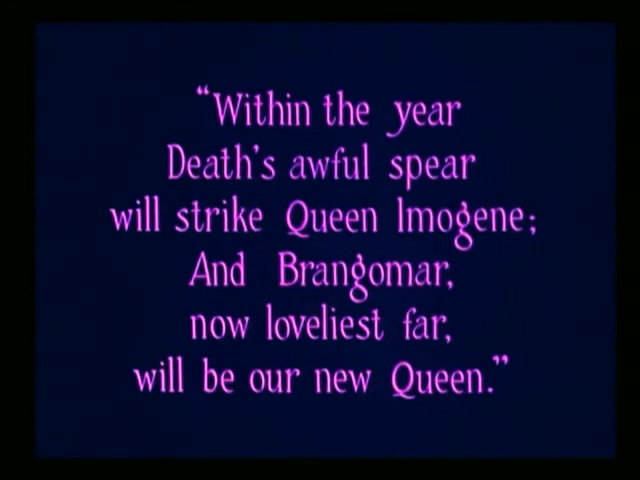 “Within the year
Death's awful spear
will strike Queen Imogene;
And Brangomar,
now loveliest far,
will be our new Queen.”